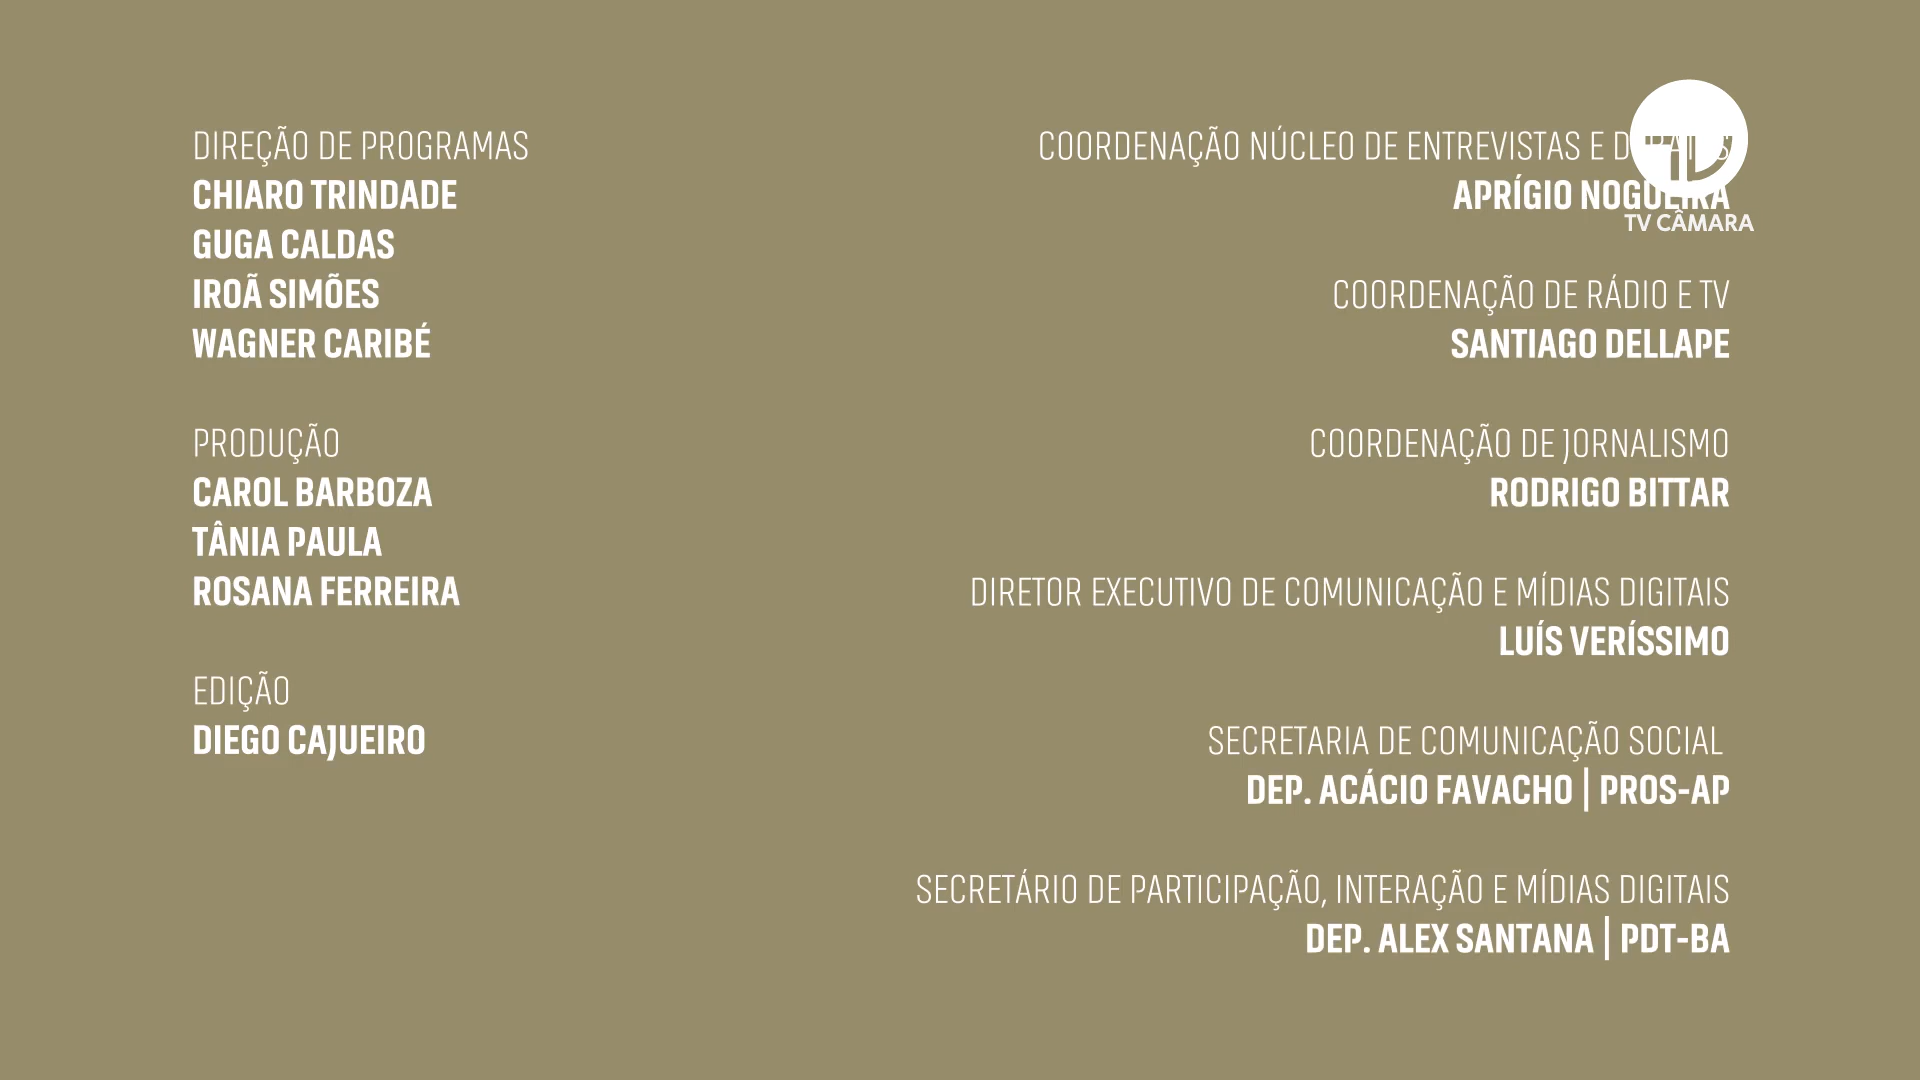 DIREÇÃO DE PROGRAMAS
CHIARO TRINDADE
GUGA CALDAS
IROÃ SIMÕES
WAGNER CARIBÉ
PRODUÇÃO
CAROL BARBOZA
TÂNIA PAULA
ROSANA FERREIRA
EDIÇÃO
DIEGO CAJUEIRO
COORDENAÇÃO NÚCLEO DE ENTREVISTAS E
APRÍGIO NOGUEIRA
TV CÂMARA
COORDENAÇÃO DE RÁDIO E TV
SANTIAGO DELLAPE
COORDENAÇÃO DE JORNALISMO
RODRIGO BITTAR
DIRETOR EXECUTIVO DE COMUNICAÇÃO E MÍDIAS DIGITAIS
LUÍS VERÍSSIMO
SECRETARIA DE COMUNICAÇÃO SOCIAL
DEP. ACÁCIO FAVACHO | PROS-AP
SECRETÁRIO DE PARTICIPAÇÃO, INTERAÇÃO E MÍDIAS DIGITAIS
DEP. ALEX SANTANA | PDT-BA